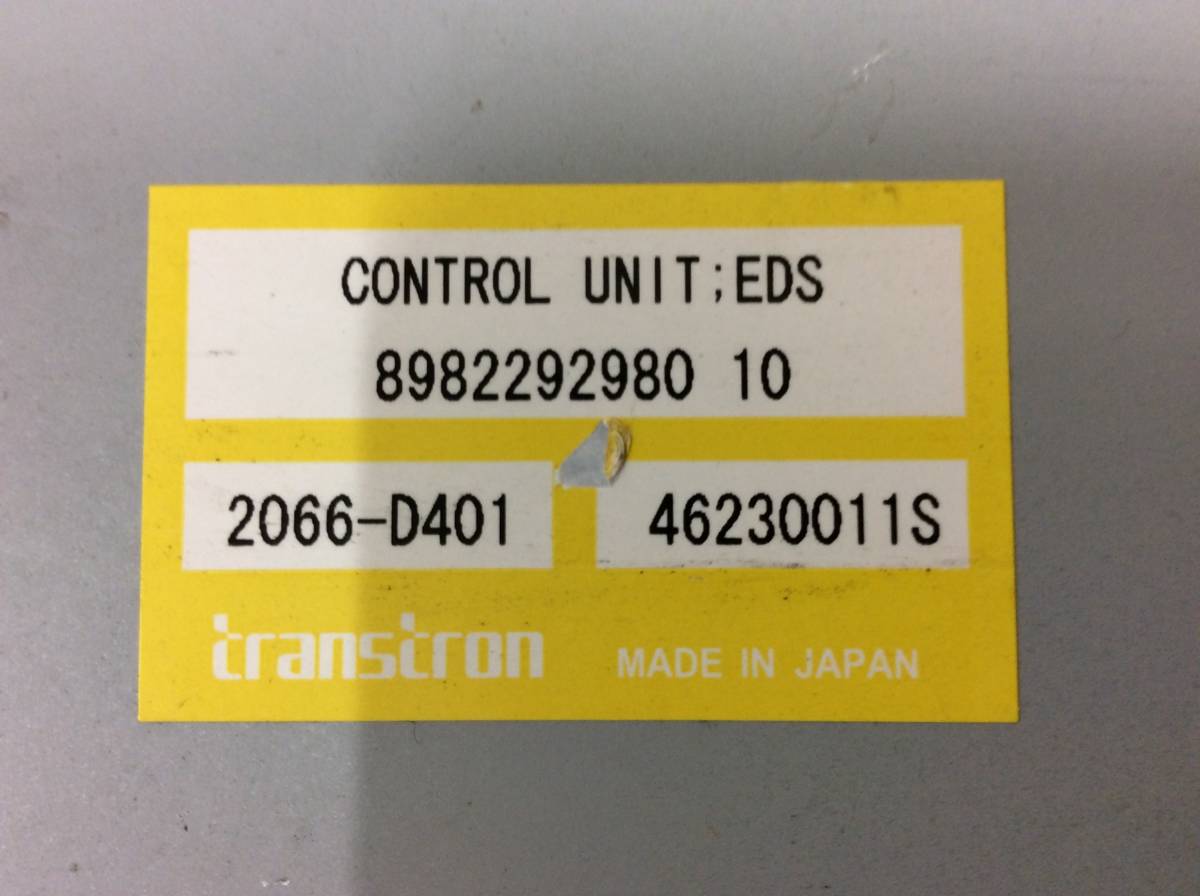 CONTROL UNIT;EDS
8982292980 10
2066-D401 46230011S
transtron MADE IN JAPAN